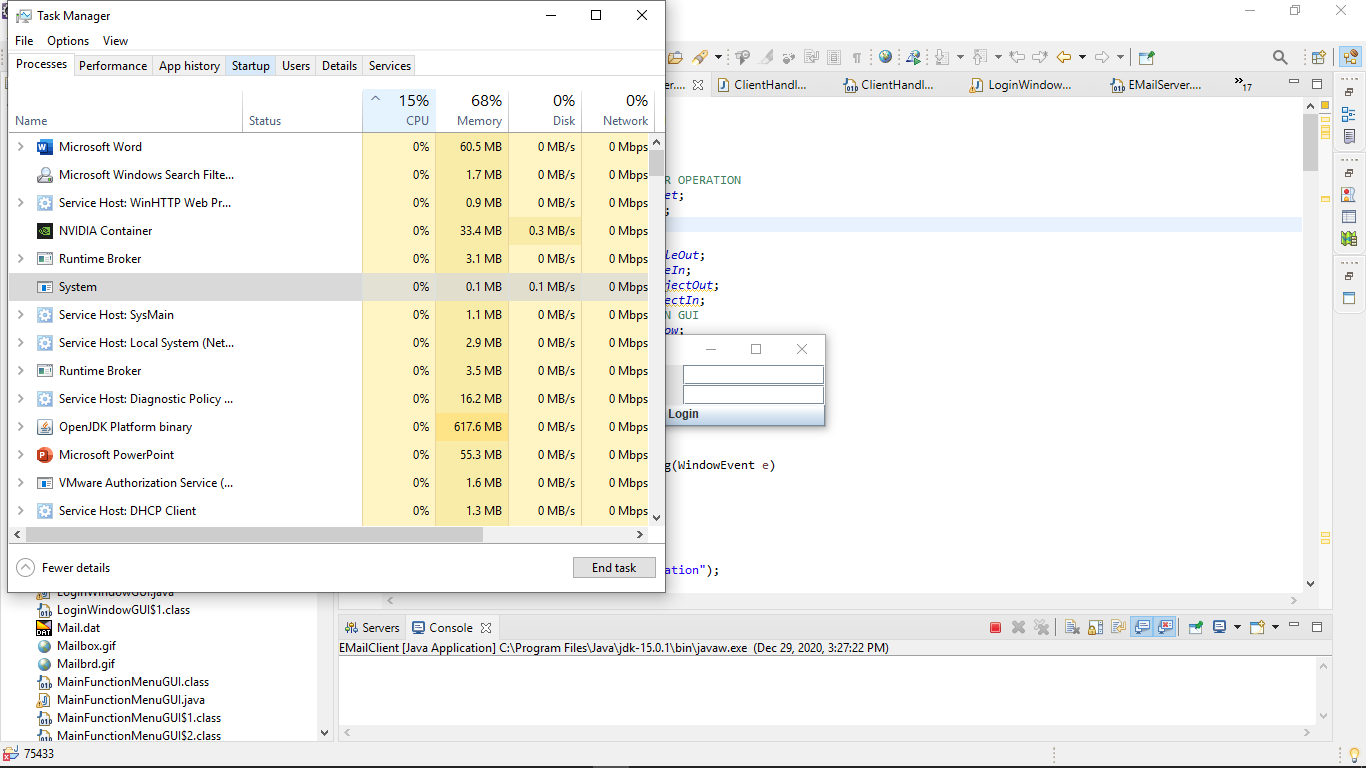 Task Manager
File Options View
Processes Performance App history Startup Users Details Services
15% 68% 0% 0%
Name Status CPU Memory Disk Network
Microsoft Word 0% 60.5 MB 0 MB/s 0 Mbps
Microsoft Windows Search Filte... 0% 1.7 MB 0 MB/s 0 Mbps
Service Host: WinHTTP Web Pr... 0% 0.9 MB 0 MB/s 0 Mbps
NVIDIA Container 0% 33.4 MB 0.3 MB/s 0 Mbps
Runtime Broker 0% 3.1 MB 0 MB/s 0 Mbps
System 0% 0.1 MB 0.1 MB/s 0 Mbps
Service Host: SysMain 0% 1.1 MB 0 MB/s 0 Mbps
Service Host: Local System (Net... 0% 2.9 MB 0 MB/s 0 Mbps
Runtime Broker 0% 3.5 MB 0 MB/s 0 Mbps
Service Host: Diagnostic Policy ... 0% 16.2 MB 0 MB/s 0 Mbps
OpenJDK Platform binary 0% 617.6 MB 0 MB/s 0 Mbps
Microsoft PowerPoint 0% 55.3 MB 0 MB/s 0 Mbps
VMware Authorization Service (... 0% 1.6 MB 0 MB/s 0 Mbps
Service Host: DHCP Client 0% 1.3 MB 0 MB/s 0 Mbps
Fewer details End task
er.... ClientHandl... ClientHandl... LoginWindow... EMailServer.... 17
R OPERATION
et;
;
leOut;
eIn;
jectOut;
ectIn;
N GUI
ow;
Login
g(WindowEvent e)
ation");
LoginWindowGUI.java
LoginWindowGUI$1.class
Mail.dat
Mailbox.gif
Mailbrd.gif
MainFunctionMenuGUI.class
MainFunctionMenuGUI.java
MainFunctionMenuGUI$1.class
MainFunctionMenuGUI$2.class
Servers Console
EMailClient [Java Application] C:\Program Files\Java\jdk-15.0.1\bin\javaw.exe (Dec 29, 2020, 3:27:22 PM)
75433